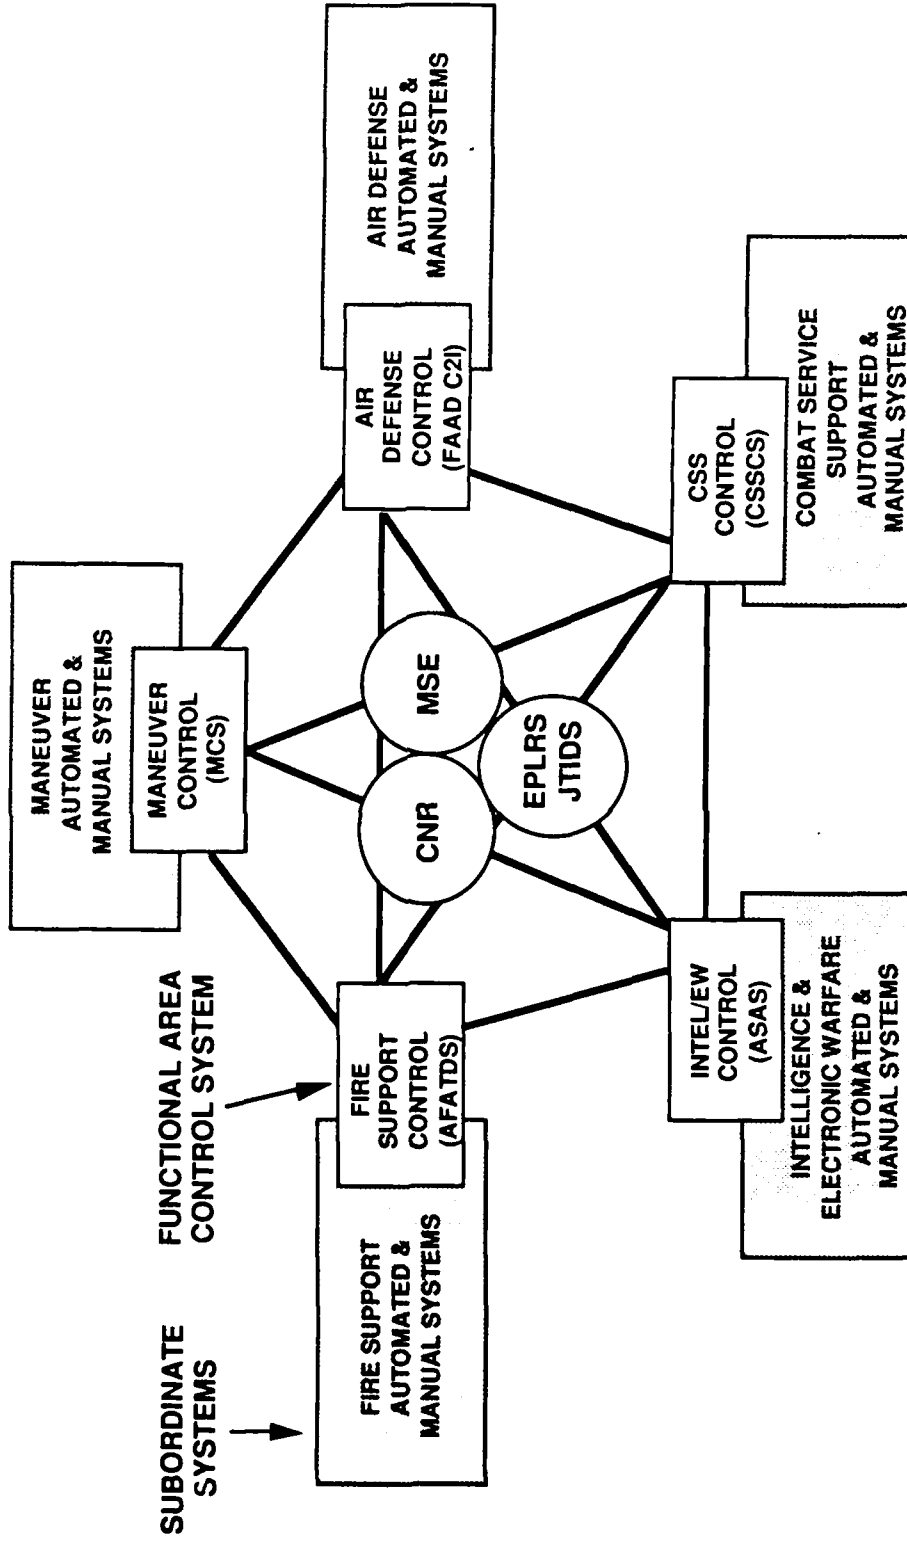 MANEUVER
AUTOMATED &
MANUAL SYSTEMS
MANEUVER
CONTROL
(MCS)
SUBORDINATE
SYSTEMS
FUNCTIONAL AREA
CONTROL SYSTEM
FIRE SUPPORT
AUTOMATED &
MANUAL SYSTEMS
FIRE
SUPPORT
CONTROL
(AFATDS)
CNR
MSE
EPLRS
JTIDS
AIR
DEFENSE
CONTROL
(FAAD C2I)
AIR DEFENSE
AUTOMATED &
MANUAL SYSTEMS
INTEL/EW
CONTROL
(ASAS)
INTELLIGENCE &
ELECTRONIC WARFARE
AUTOMATED &
MANUAL SYSTEMS
CSS
CONTROL
(CSSCS)
COMBAT SERVICE
SUPPORT
AUTOMATED &
MANUAL SYSTEMS